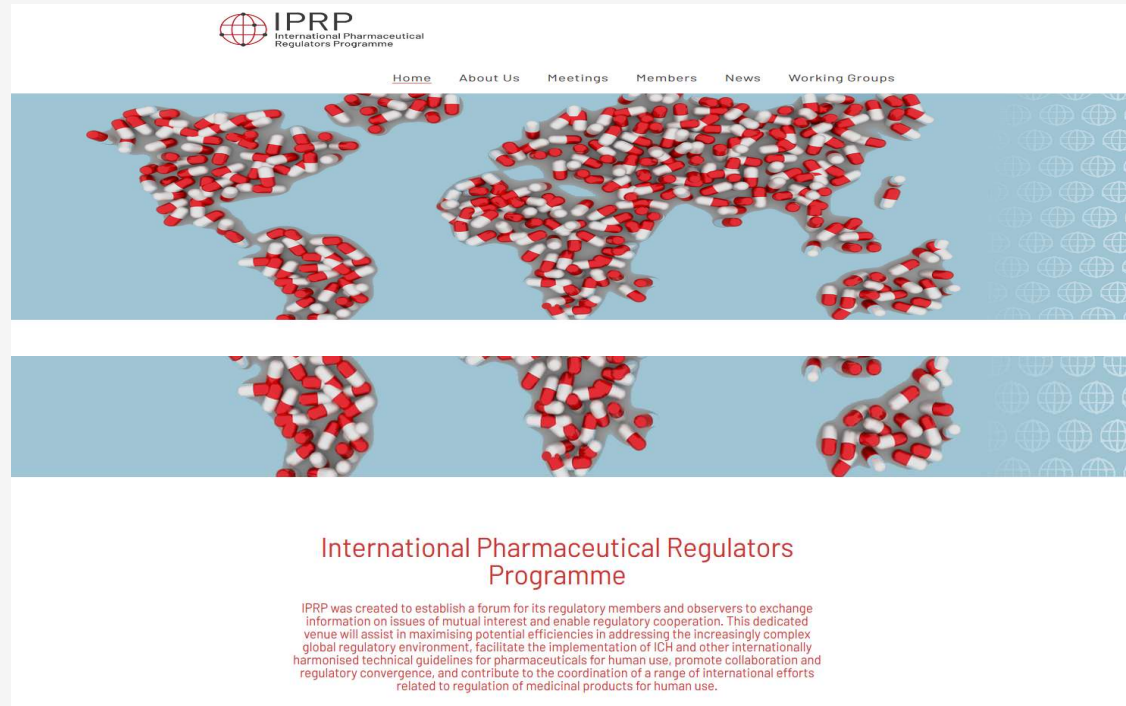 IPRP
International Pharmaceutical
Regulators Programme
Home About Us Meetings Members News Working Groups
International Pharmaceutical Regulators
Programme
IPRP was created to establish a forum for its regulatory members and observers to exchange
information on issues of mutual interest and enable regulatory cooperation. This dedicated
venue will assist in maximising potential efficiencies in addressing the increasingly complex
global regulatory environment, facilitate the implementation of ICH and other internationally
harmonised technical guidelines for pharmaceuticals for human use, promote collaboration and
regulatory convergence, and contribute to the coordination of a range of international efforts
related to regulation of medicinal products for human use.